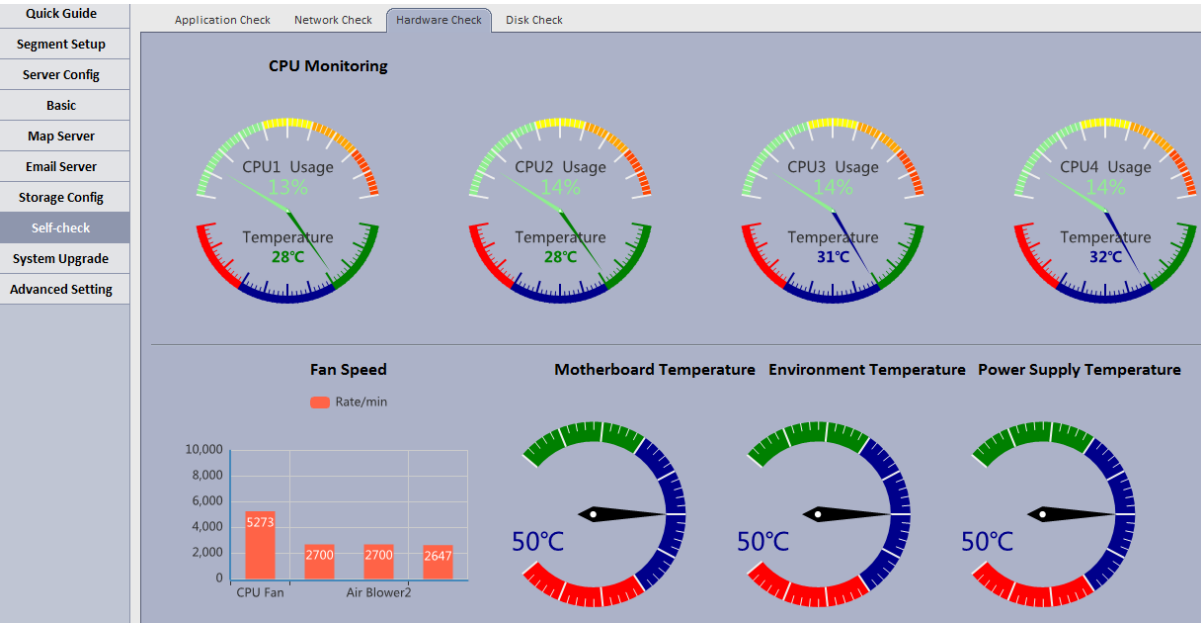 Quick Guide
Segment Setup
Server Config
Basic
Map Server
Email Server
Storage Config
Self-check
System Upgrade
Advanced Setting
Application Check Network Check Hardware Check Disk Check
CPU Monitoring
CPU1 Usage
13%
Temperature
28℃
CPU2 Usage
14%
Temperature
28℃
CPU3 Usage
14%
Temperature
31℃
CPU4 Usage
14%
Temperature
32℃
Fan Speed
Rate/min
10,000
8,000
6,000
4,000
2,000
0
5273
2700
2700
2647
CPU Fan
Air Blower2
Motherboard Temperature
50℃
Environment Temperature
50℃
Power Supply Temperature
50℃